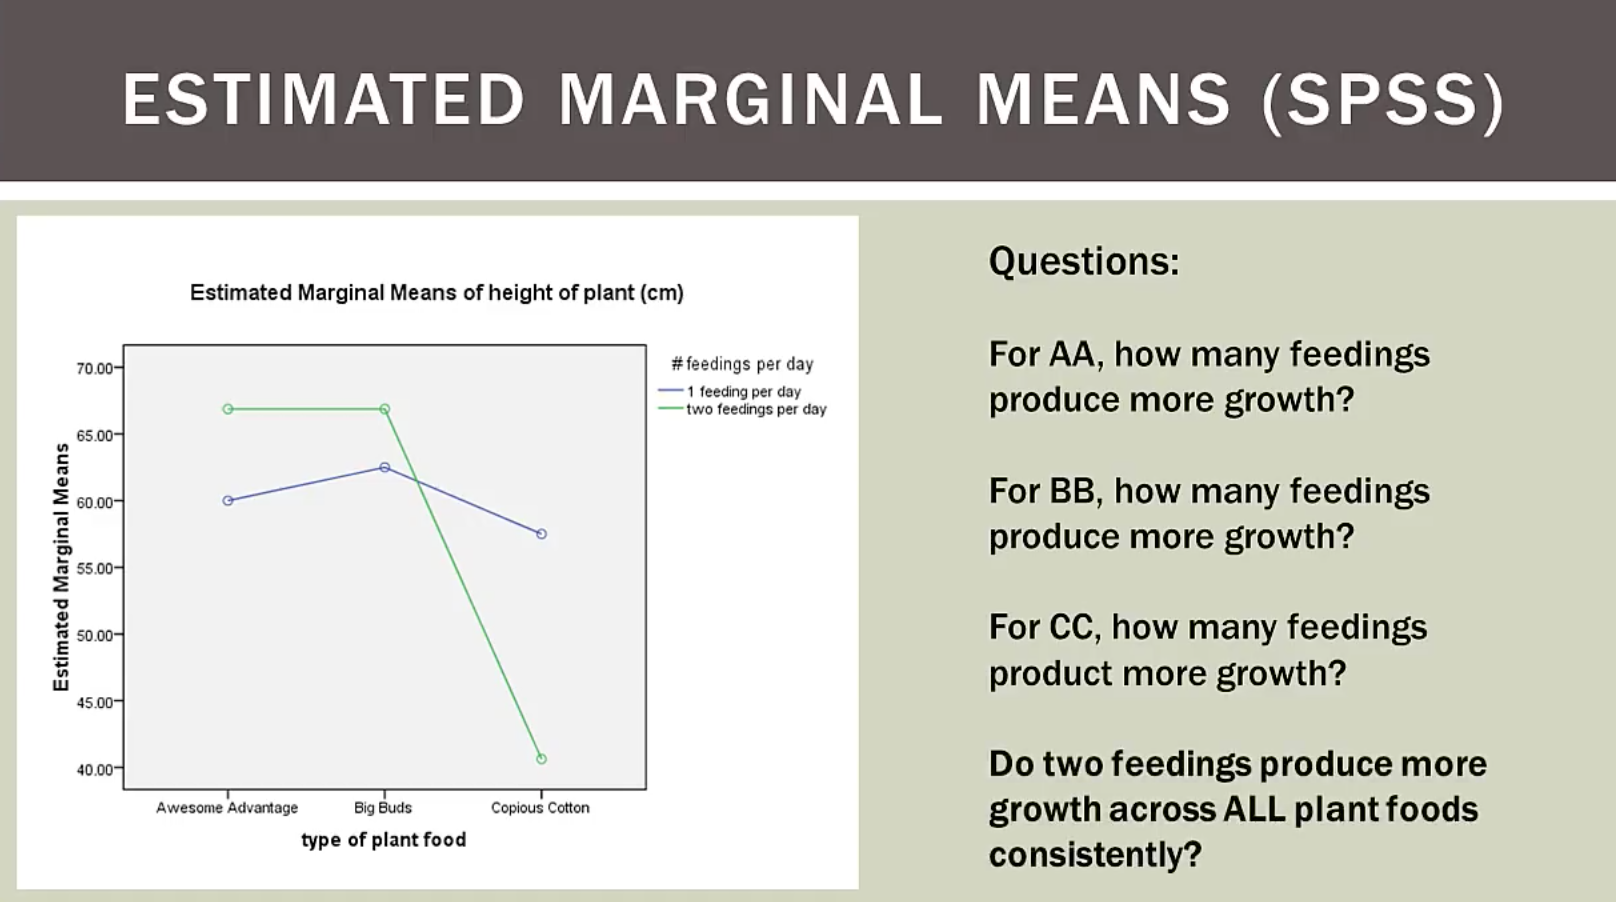 ESTIMATED MARGINAL MEANS (SPSS)
Estimated Marginal Means of height of plant (cm)
# feedings per day
1 feeding per day
two feedings per day
Estimated Marginal Means
70.00
65.00
60.00
55.00
50.00
45.00
40.00
Awesome Advantage
Big Buds
Copious Cotton
type of plant food
Questions:
For AA, how many feedings
produce more growth?
For BB, how many feedings
produce more growth?
For CC, how many feedings
product more growth?
Do two feedings produce more
growth across ALL plant foods
consistently?